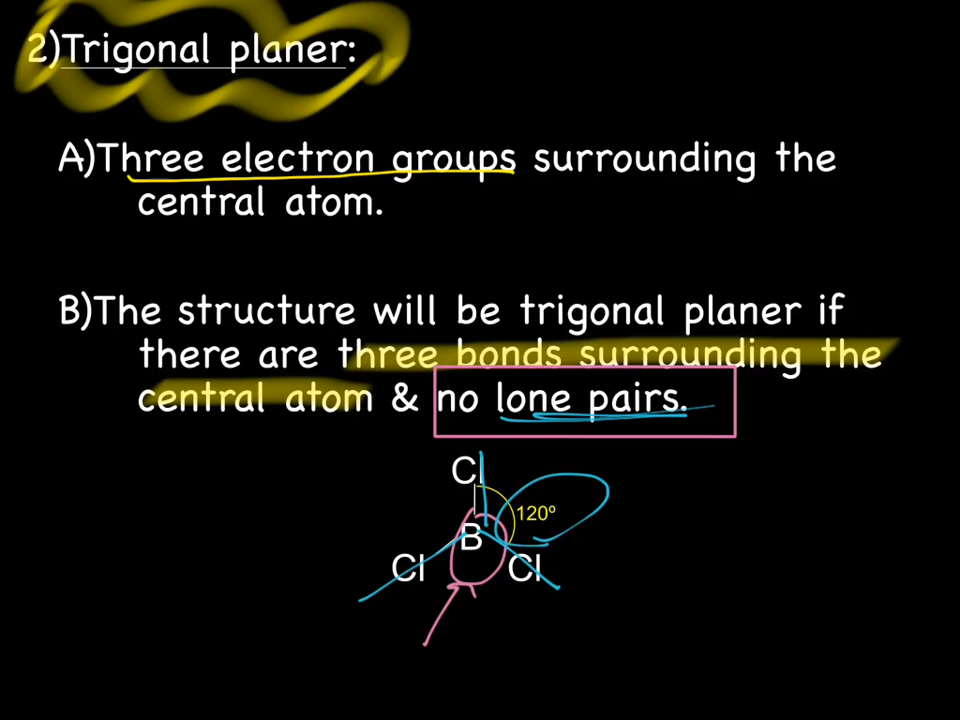 2)Trigonal planer:
A)Three electron groups surrounding the
central atom.
B)The structure will be trigonal planer if
there are three bonds surrounding the
central atom & no lone pairs.
Cl
120º
B
Cl Cl